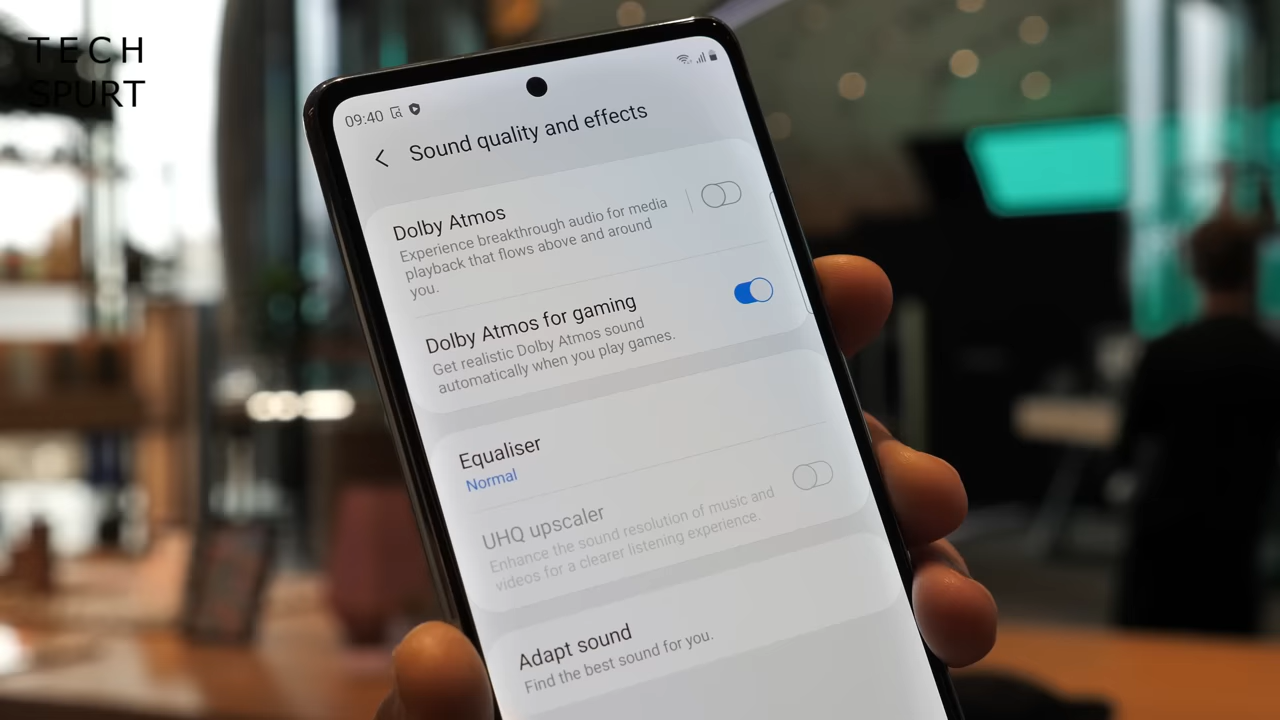 TECH
SPURT
09:40
Sound quality and effects
Dolby Atmos
Experience breakthrough audio for media
playback that flows above and around
you.
Dolby Atmos for gaming
Get realistic Dolby Atmos sound
automatically when you play games.
Equaliser
Normal
UHQ upscaler
Enhance the sound resolution of music and
videos for a clearer listening experience.
Adapt sound
Find the best sound for you.